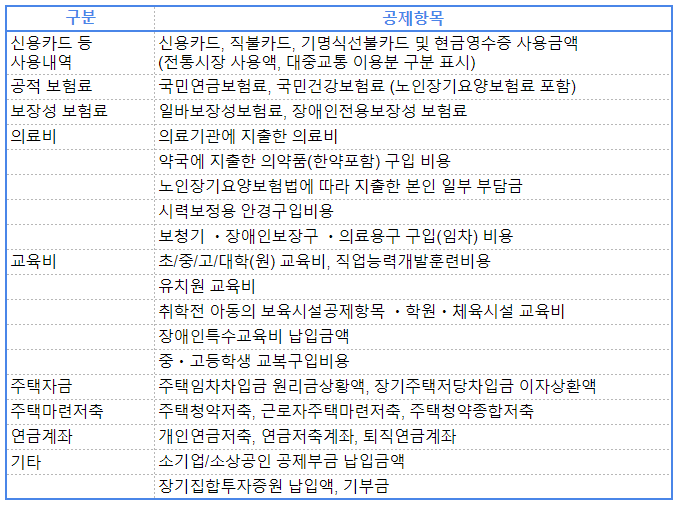 구분 공제항목
신용카드 등 신용카드, 직불카드, 기명식선불카드 및 현금영수증 사용금액
사용내역 (전통시장 사용액, 대중교통 이용분 구분 표시)
공적 보험료 국민연금보험료, 국민건강보험료 (노인장기요양보험료 포함)
보장성 보험료 일바보장성보험료, 장애인전용보장성 보험료
의료비 의료기관에 지출한 의료비
약국에 지출한 의약품(한약포함) 구입 비용
노인장기요양보험법에 따라 지출한 본인 일부 부담금
시력보정용 안경구입비용
보청기 ・장애인보장구 ・의료용구 구입(임차) 비용
교육비 초/중/고/대학(원) 교육비, 직업능력개발훈련비용
유치원 교육비
취학전 아동의 보육시설공제항목 ・학원・체육시설 교육비
장애인특수교육비 납입금액
중・고등학생 교복구입비용
주택자금 주택임차차입금 원리금상황액, 장기주택저당차입금 이자상환액
주택마련저축 주택청약저축, 근로자주택마련저축, 주택청약종합저축
연금계좌 개인연금저축, 연금저축계좌, 퇴직연금계좌
기타 소기업/소상공인 공제부금 납입금액
장기집합투자증원 납입액, 기부금